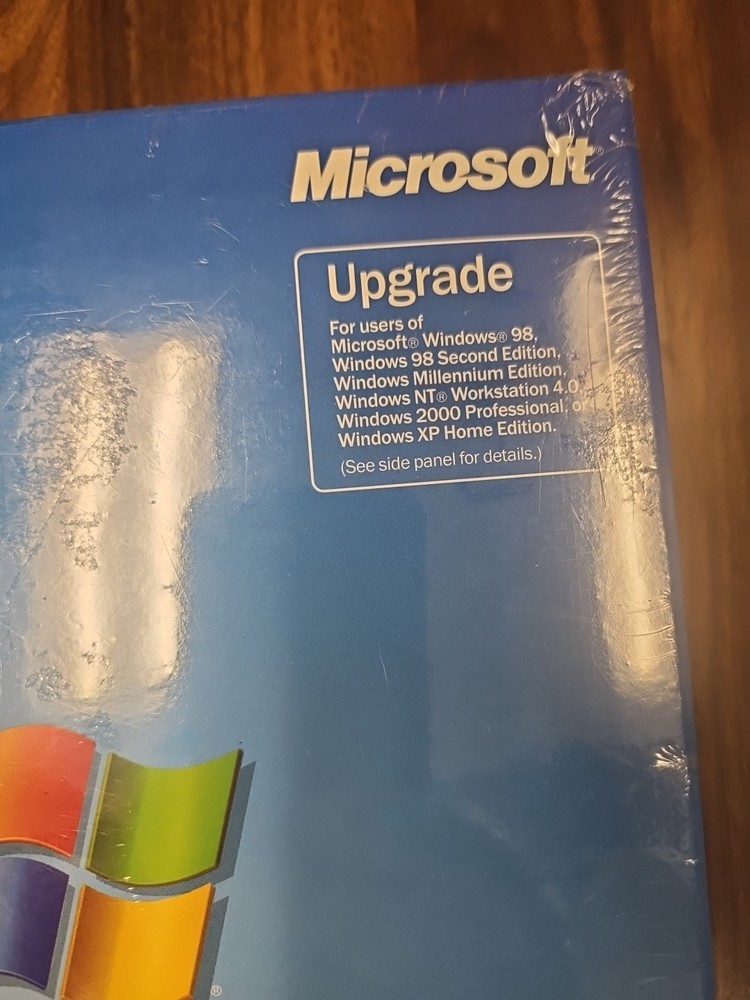 Microsoft®
Upgrade
For users of
Microsoft® Windows® 98,
Windows 98 Second Edition,
Windows Millennium Edition,
Windows NT® Workstation 4.0,
Windows 2000 Professional, or
Windows XP Home Edition.
(See side panel for details.)
®